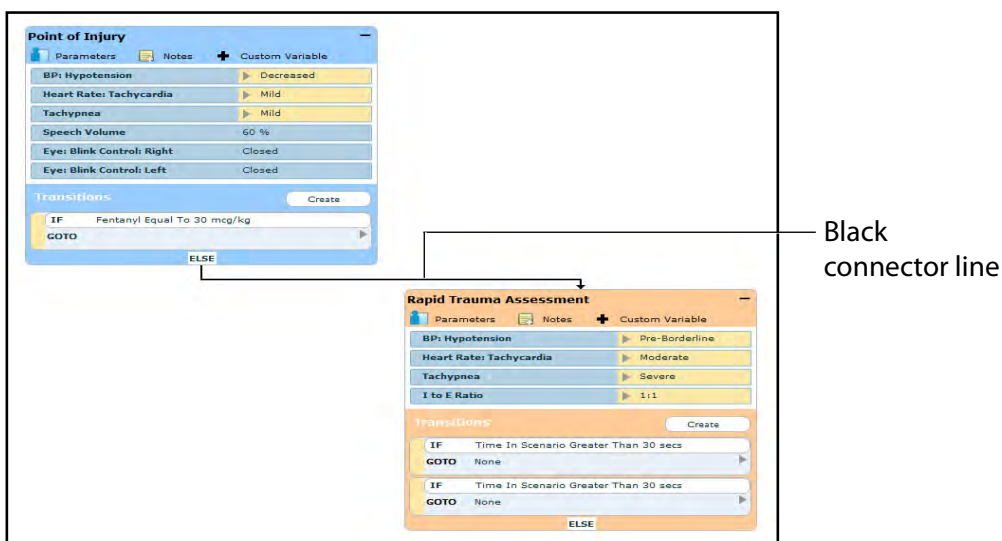 Point of Injury –
Parameters Notes + Custom Variable
BP: Hypotension Decreased
Heart Rate: Tachycardia Mild
Tachypnea Mild
Speech Volume 60 %
Eye: Blink Control: Right Closed
Eye: Blink Control: Left Closed
Transitions Create
IF Fentanyl Equal To 30 mcg/kg
GOTO
ELSE
Black
connector line
Rapid Trauma Assessment –
Parameters Notes + Custom Variable
BP: Hypotension Pre-Borderline
Heart Rate: Tachycardia Moderate
Tachypnea Severe
I to E Ratio 1:1
Transitions Create
IF Time In Scenario Greater Than 30 secs
GOTO None
IF Time In Scenario Greater Than 30 secs
GOTO None
ELSE